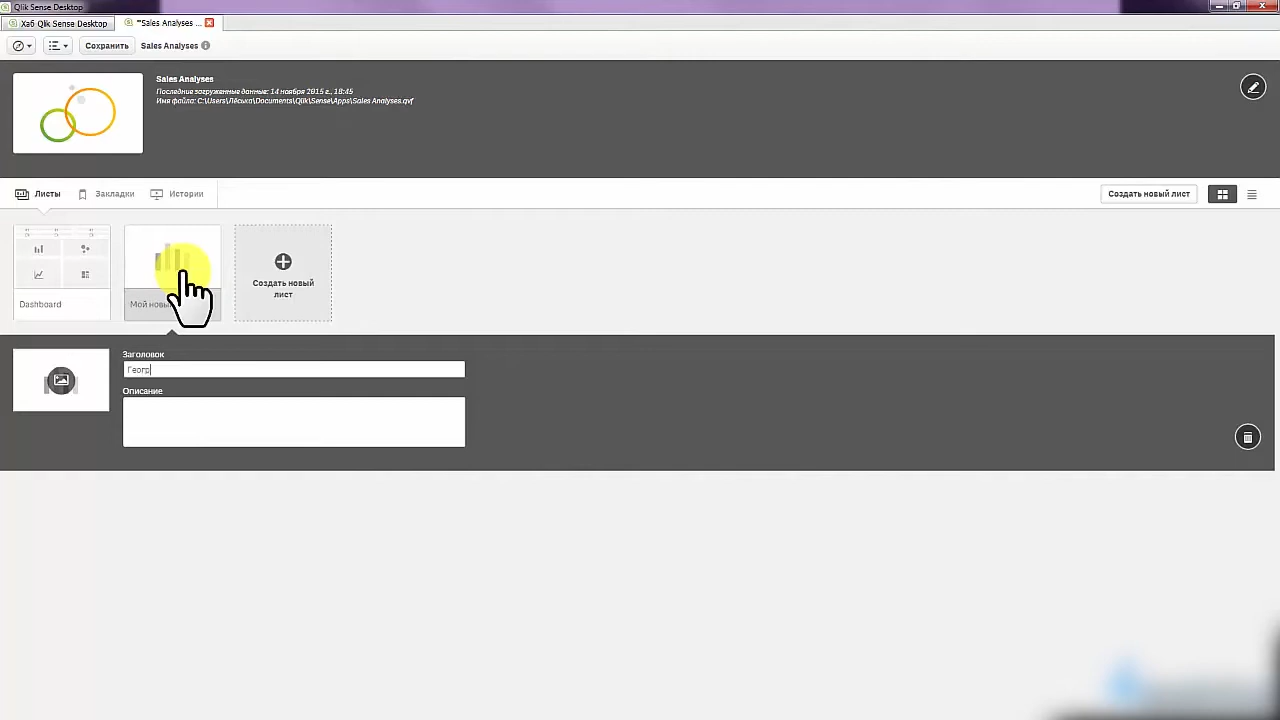 Qlik Sense Desktop
Хаб Qlik Sense Desktop
*Sales Analyses ...
Сохранить
Sales Analyses
Sales Analyses
Последние загруженные данные: 14 ноября 2015 г., 18:45
Имя файла: C:\Users\Лёська\Documents\Qlik\Sense\Apps\Sales Analyses.qvf
Листы
Закладки
Истории
Создать новый лист
Dashboard
Мой
Создать новый
лист
Заголовок
Геогр
Описание